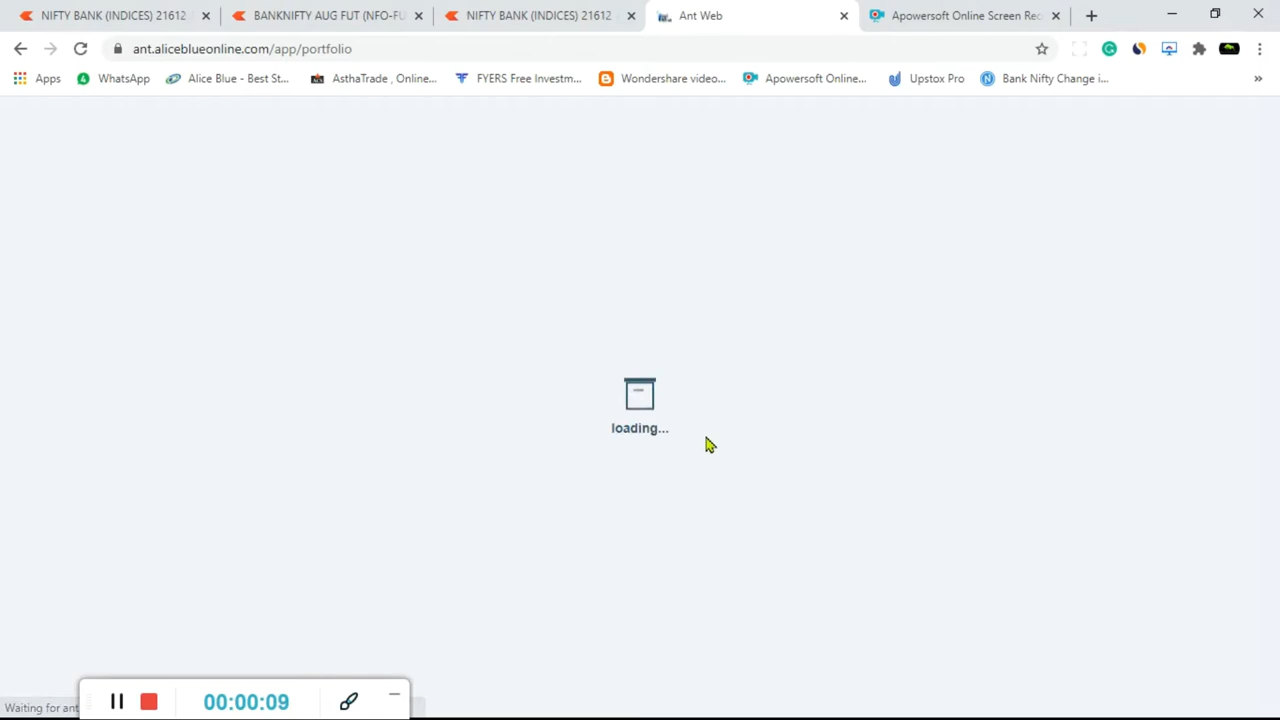 NIFTY BANK (INDICES) 21612
BANKNIFTY AUG FUT (NFO-FU
NIFTY BANK (INDICES) 21612
Ant Web
Apowersoft Online Screen Rec
ant.aliceblueonline.com/app/portfolio
Apps
WhatsApp
Alice Blue - Best St...
AsthaTrade , Online...
FYERS Free Investm...
Wondershare video...
Apowersoft Online...
Upstox Pro
Bank Nifty Change i...
»
loading...
Waiting for ant
00:00:09